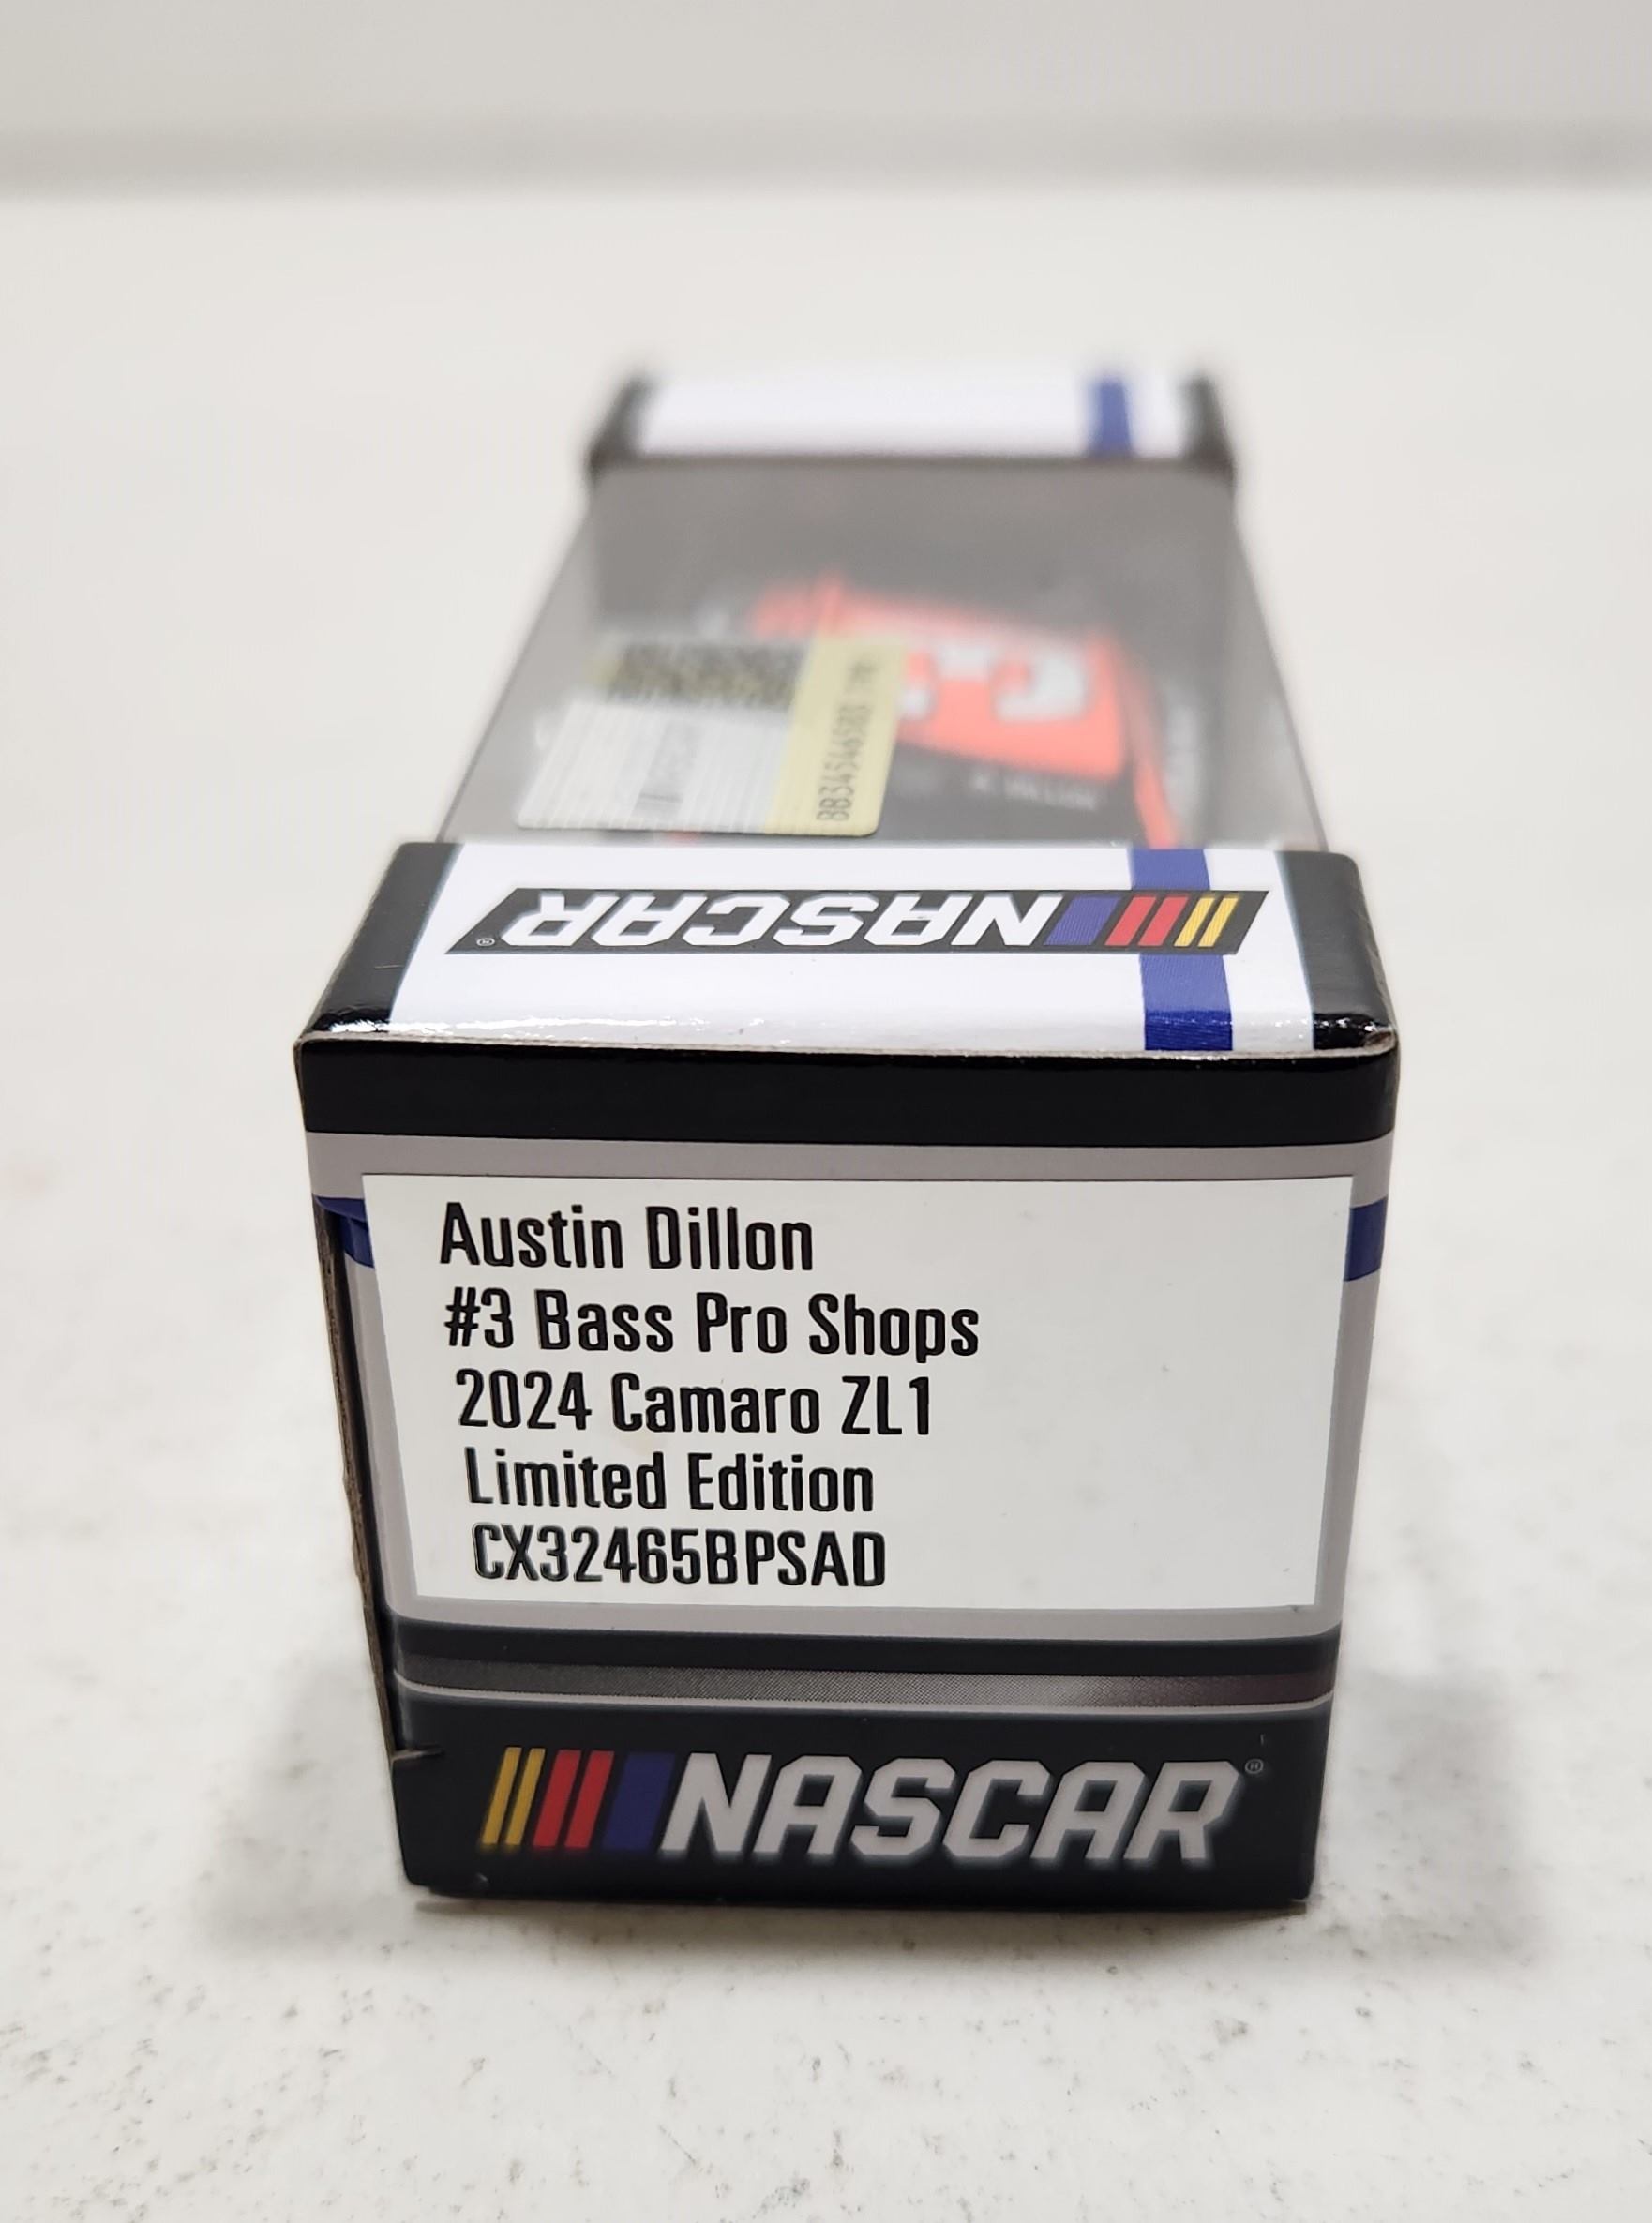 NASCAR
Austin Dillon
#3 Bass Pro Shops
2024 Camaro ZL1
Limited Edition
CX32465BPSAD
NASCAR